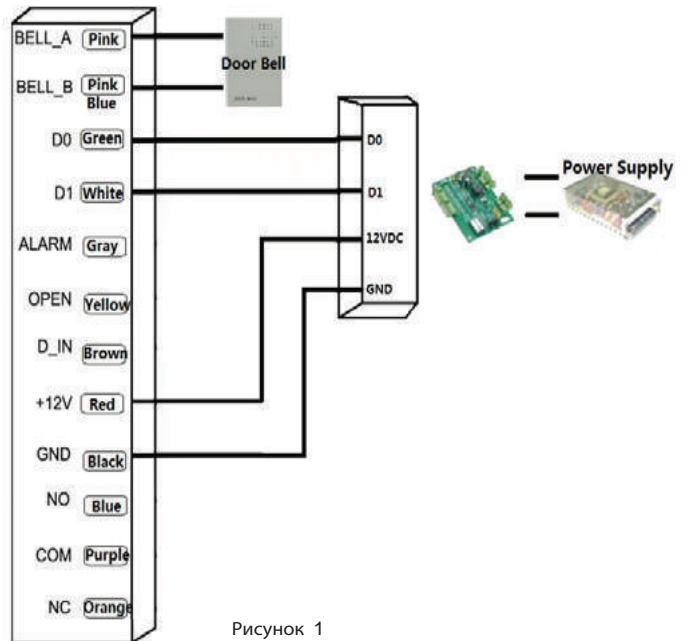 BELL_A Pink
Door Bell
BELL_B Pink
Blue
D0 Green
D0
D1 White
D1
Power Supply
ALARM Gray
12VDC
OPEN Yellow
GND
D_IN Brown
+12V Red
GND Black
NO Blue
COM Purple
NC Orange
Рисунок 1